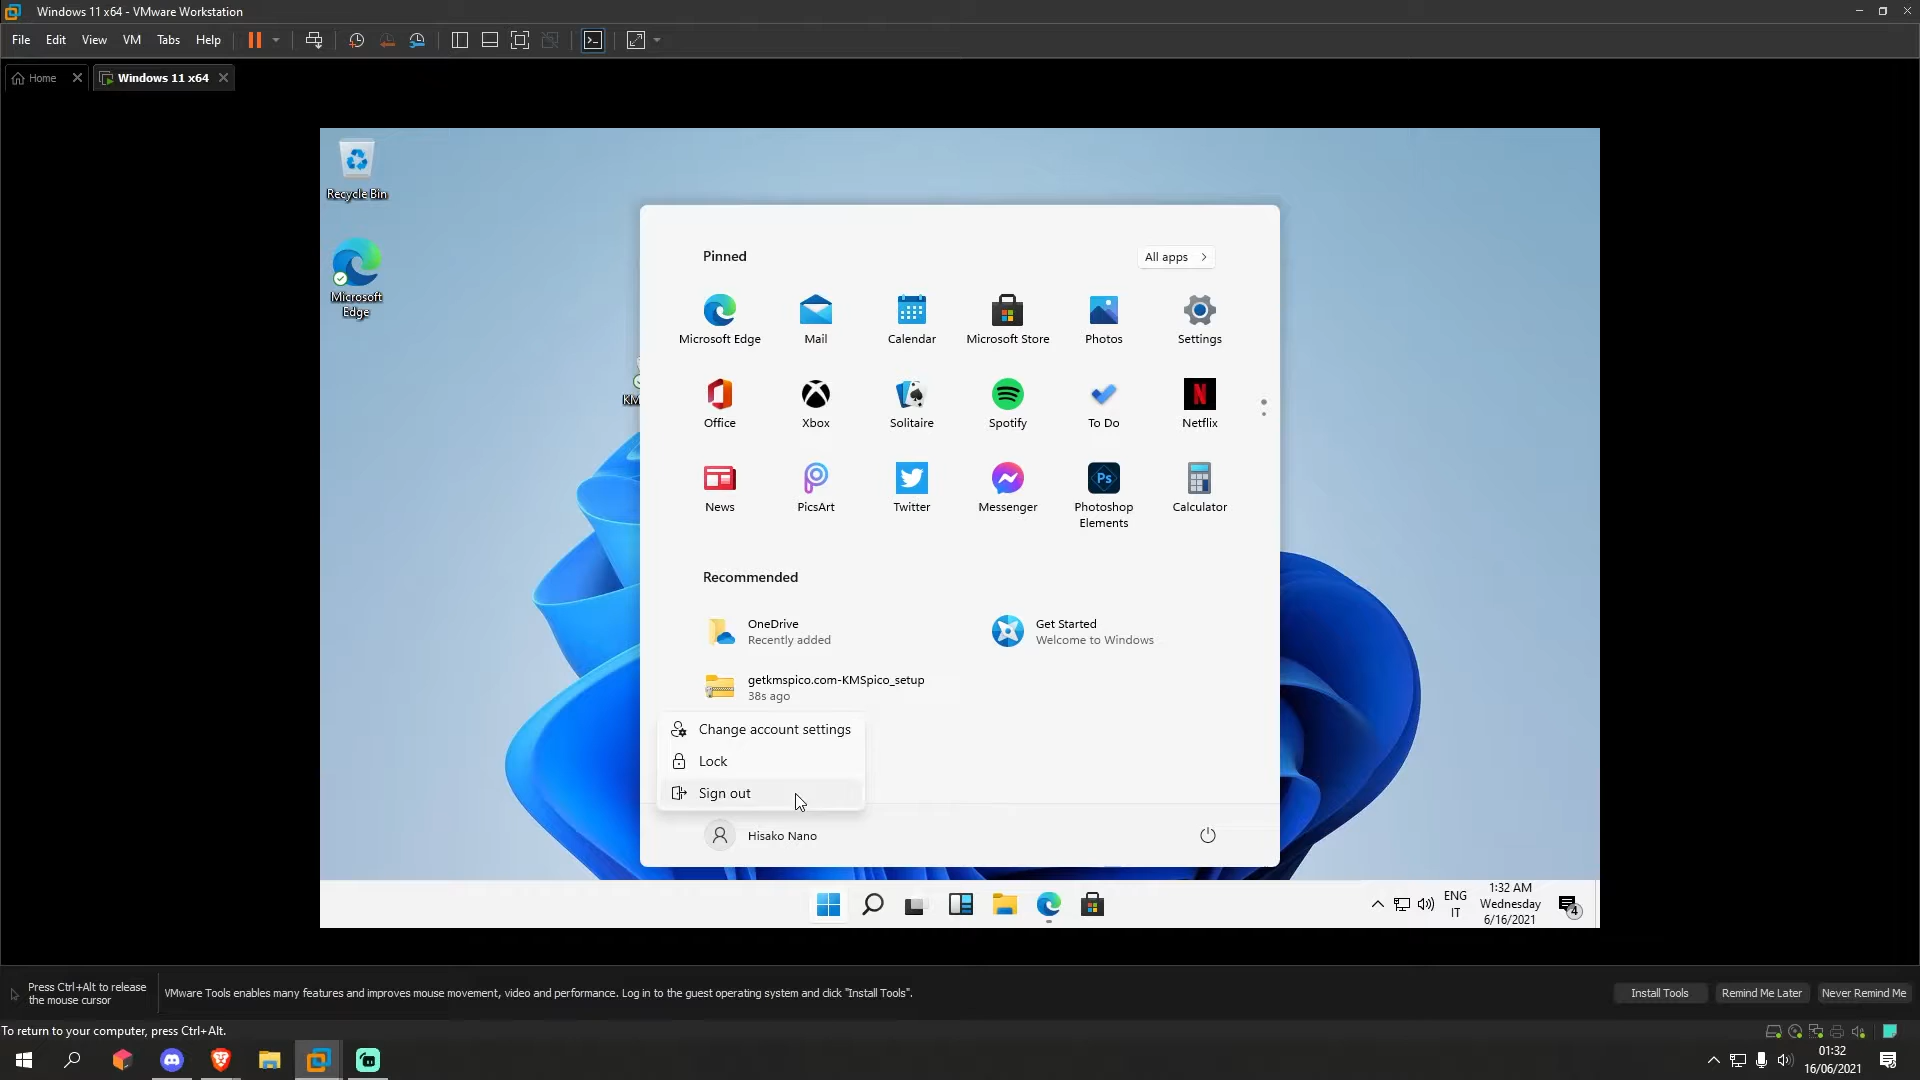 Windows 11 x64 - VMware Workstation
File Edit View VM Tabs Help
Home
Windows 11 x64
Recycle Bin
Microsoft
Edge
KM
Pinned
All apps
Microsoft Edge
Mail
Calendar
Microsoft Store
Photos
Settings
Office
Xbox
Solitaire
Spotify
To Do
Netflix
News
PicsArt
Twitter
Messenger
Ps
Photoshop
Elements
Calculator
Recommended
OneDrive
Recently added
Get Started
Welcome to Windows
getkmspico.com-KMSpico_setup
38s ago
Change account settings
Lock
Sign out
Hisako Nano
ENG
IT
1:32 AM
Wednesday
6/16/2021
4
Press Ctrl+Alt to release
the mouse cursor
VMware Tools enables many features and improves mouse movement, video and performance. Log in to the guest operating system and click "Install Tools".
Install Tools
Remind Me Later
Never Remind Me
To return to your computer, press Ctrl+Alt.
01:32
16/06/2021